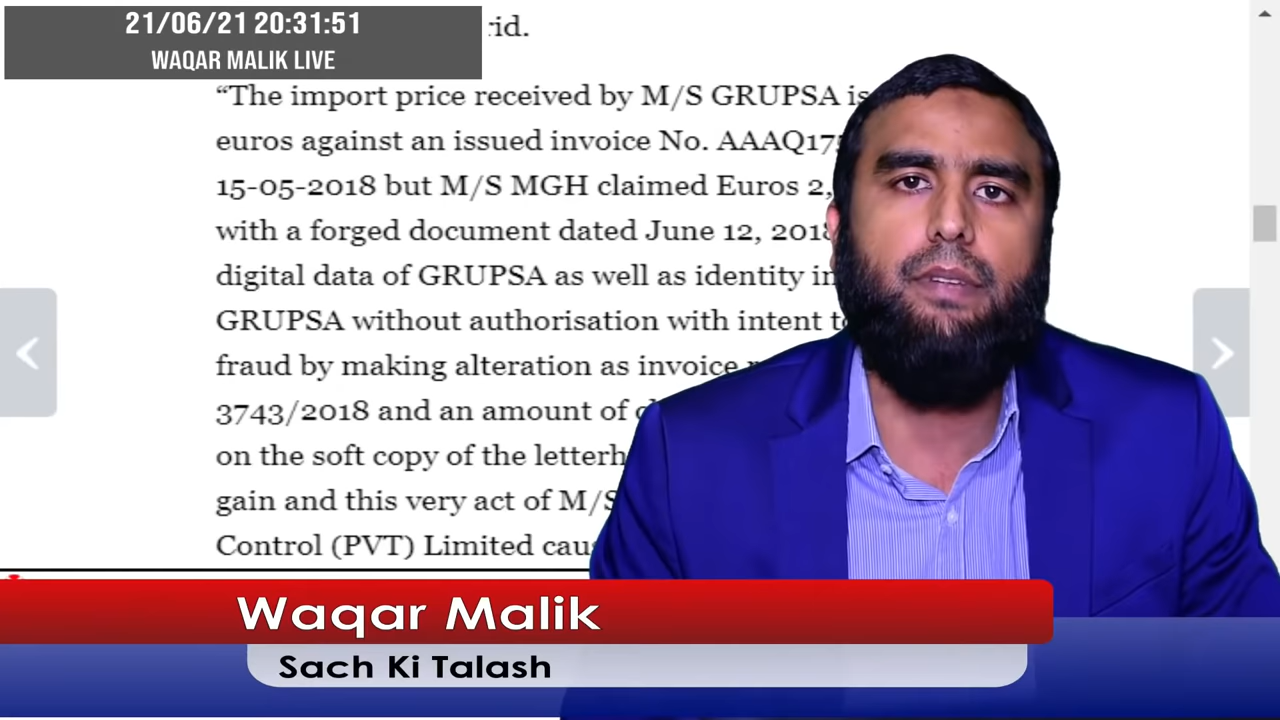 21/06/21 20:31:51
WAQAR MALIK LIVE
“The import price received by M/S GRUPSA is
euros against an issued invoice No.
15-05-2018 but M/S MGH claimed Euros 2,
with a forged document dated June 12, 2018
digital data of GRUPSA as well as identity
GRUPSA without authorisation with intent
fraud by making alteration as invoice
3743/2018 and an amount of
on the soft copy of the
gain and this very act of
Control (PVT) Limited
Waqar Malik
Sach Ki Talash